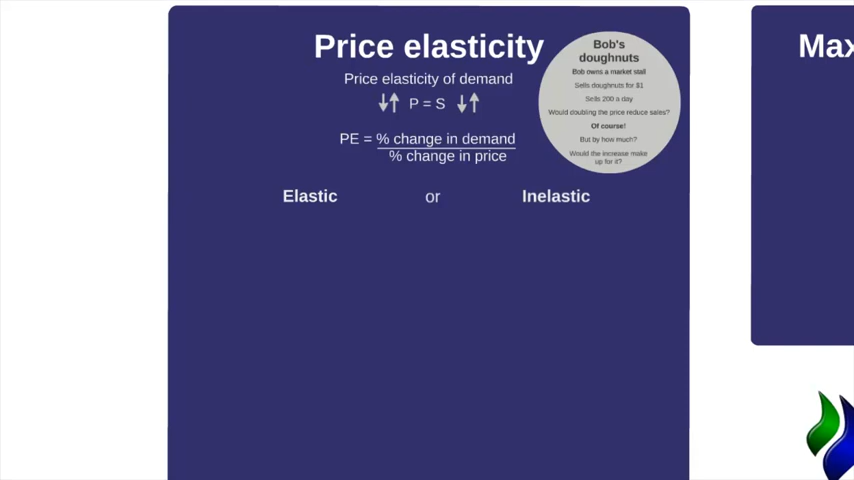 Price elasticity
Price elasticity of demand
↓↑ P = S ↓↑
PE = % change in demand
% change in price
Bob's
doughnuts
Bob owns a market stall
Sells doughnuts for $1
Sells 200 a day
Would doubling the price reduce sales?
Of course!
But by how much?
Would the increase make
up for it?
Elastic or Inelastic
Max